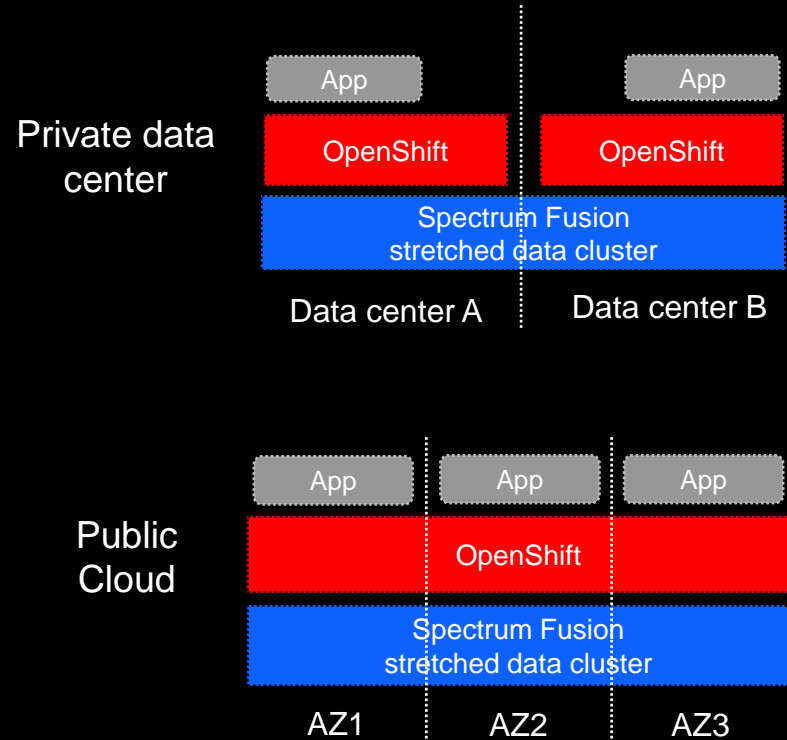 App
App
Private data
center
OpenShift
OpenShift
Spectrum Fusion
stretched data cluster
Data center A
Data center B
App
App
App
Public
Cloud
OpenShift
Spectrum Fusion
stretched data cluster
AZ1
AZ2
AZ3